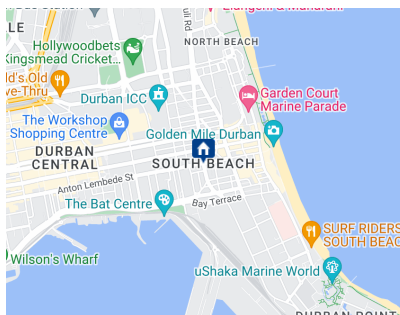 LE
NORTH BEACH
Hollywoodbets
Kingsmead Cricket...
Garden Court
Marine Parade
Durban ICC
The Workshop
Shopping Centre
Golden Mile Durban
DURBAN
CENTRAL
SOUTH BEACH
Anton Lembede St
The Bat Centre
Bay Terrace
SURF RIDERS
SOUTH BEAC
Wilson's Wharf
uShaka Marine World